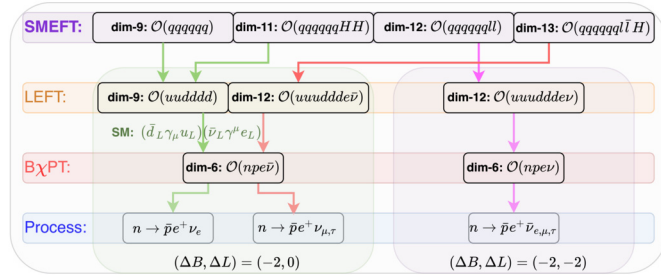 SMEFT: dim-9: 𝒪(qqqqqq) dim-11: 𝒪(qqqqqqHH) dim-12: 𝒪(qqqqqqll) dim-13: 𝒪(qqqqqql l̄ H)
LEFT: dim-9: 𝒪(uudddd) dim-12: 𝒪(uuudddeν̄) dim-12: 𝒪(uuudddeν)
SM: (d̄_L γ_μ u_L)(ν̄_L γ^μ e_L)
BχPT: dim-6: 𝒪(npeν̄) dim-6: 𝒪(npeν)
Process: n → p̄e⁺ν_e n → p̄e⁺ν_{μ,τ} n → p̄e⁺ν̄_{e,μ,τ}
(ΔB, ΔL) = (−2, 0) (ΔB, ΔL) = (−2, −2)